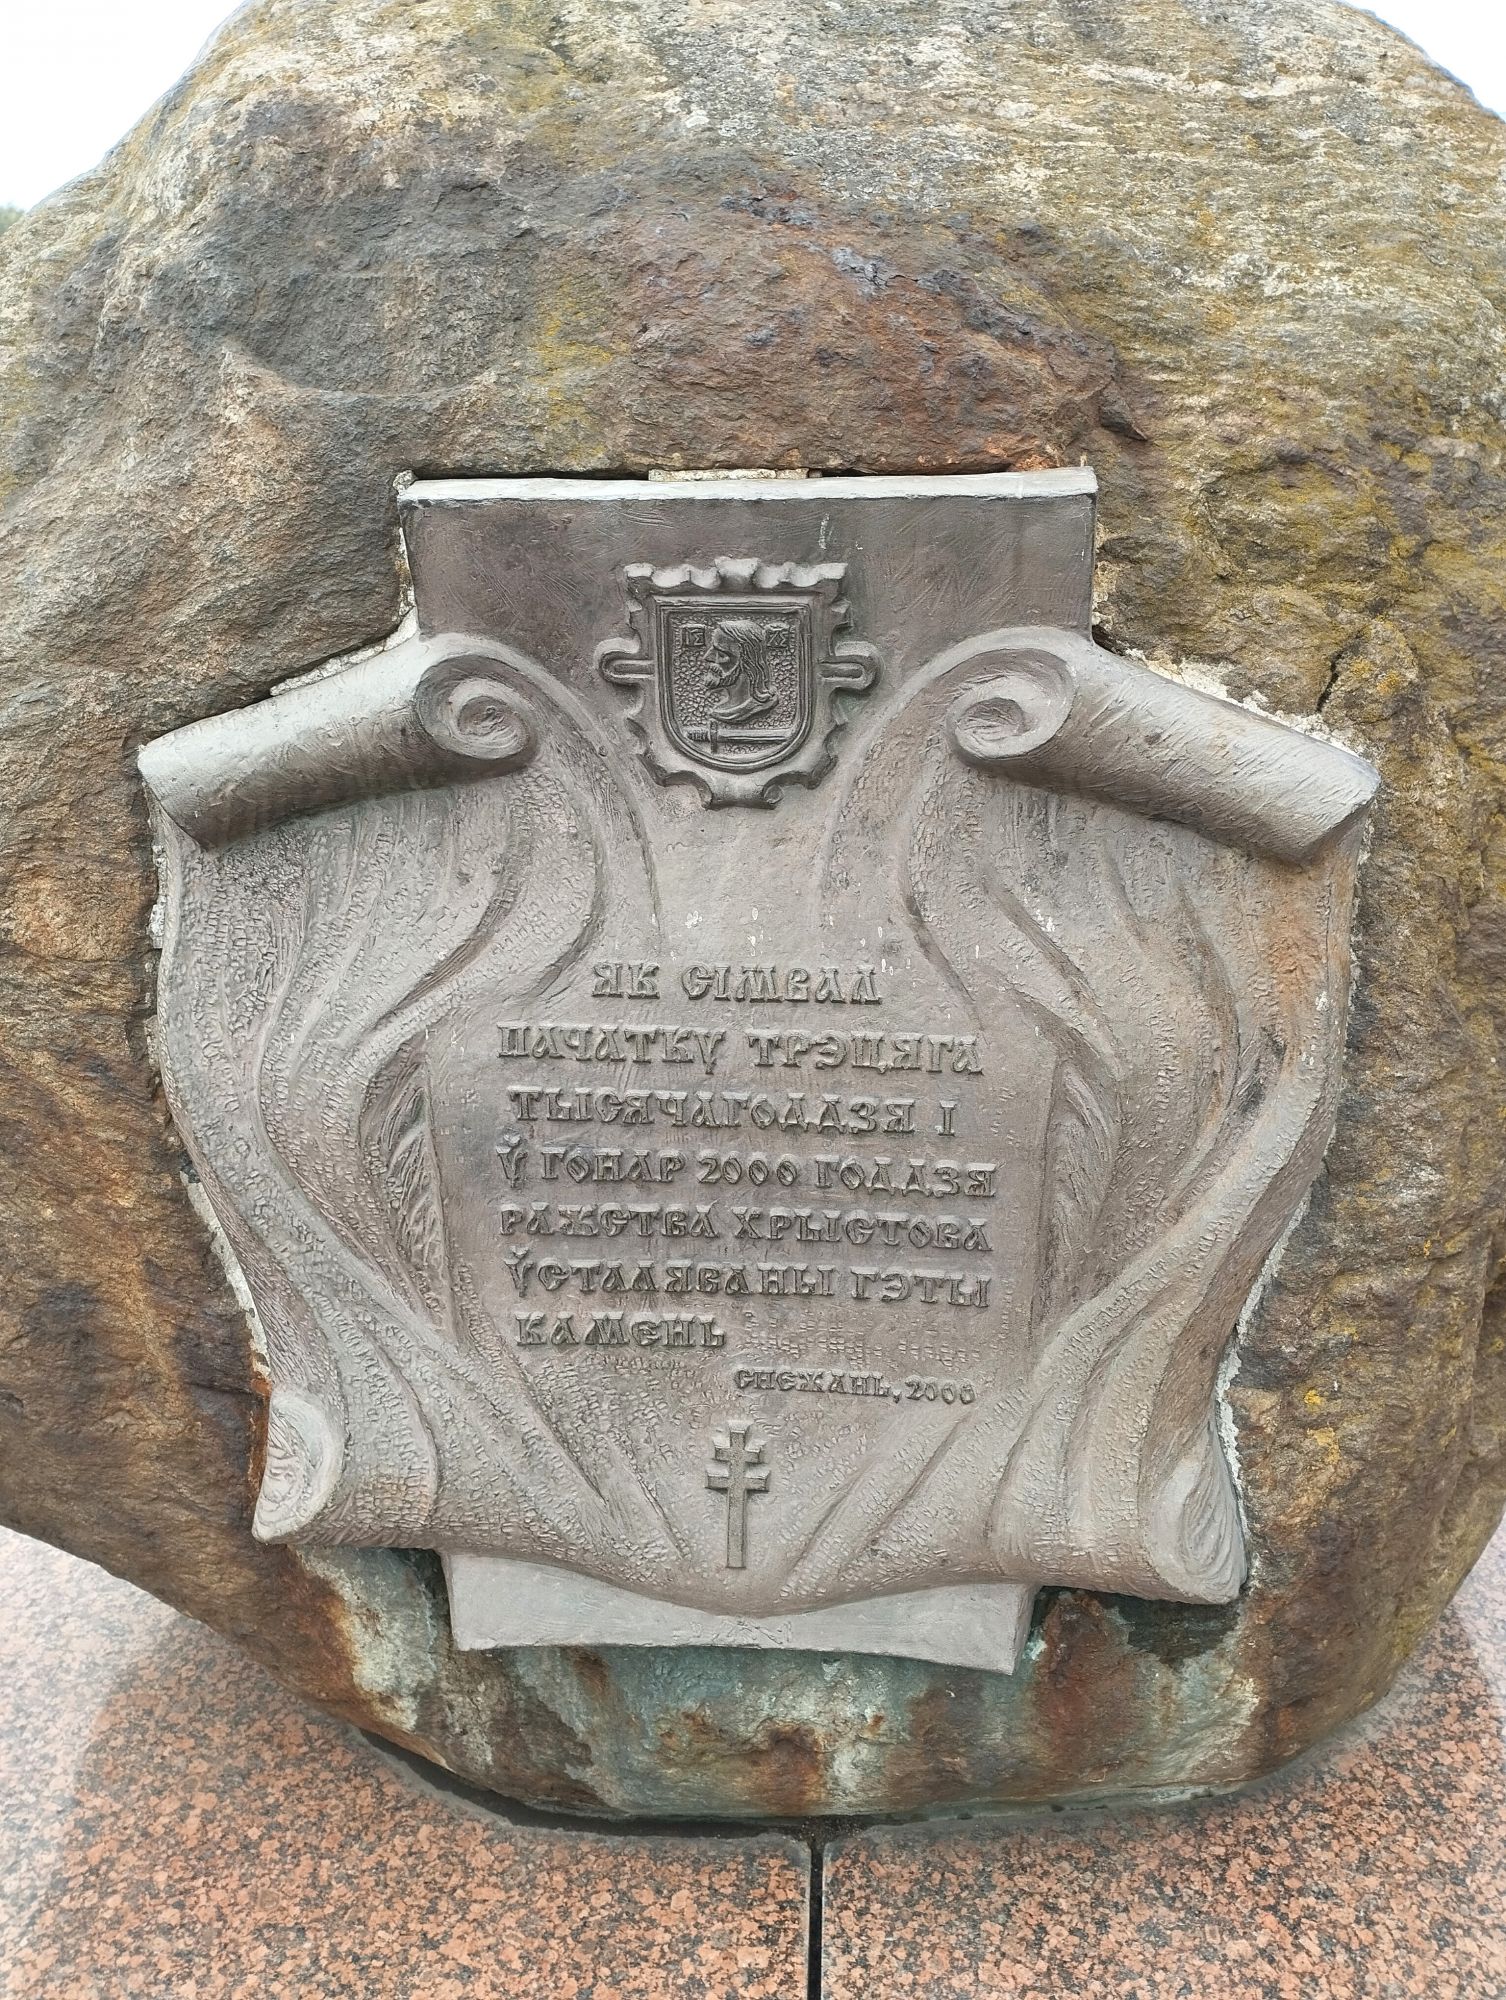 ЯК СІМВАЛ
ПАЧАТКУ ТРЭЦЯГА
ТЫСЯЧАГОДДЗЯ І
Ў ГОНАР 2000 ГОДДЗЯ
РАЖСТВА ХРЫСТОВА
ЎСТАЛЯВАНЫ ГЭТЫ
КАМЕНЬ
СНЕЖАНЬ, 2000